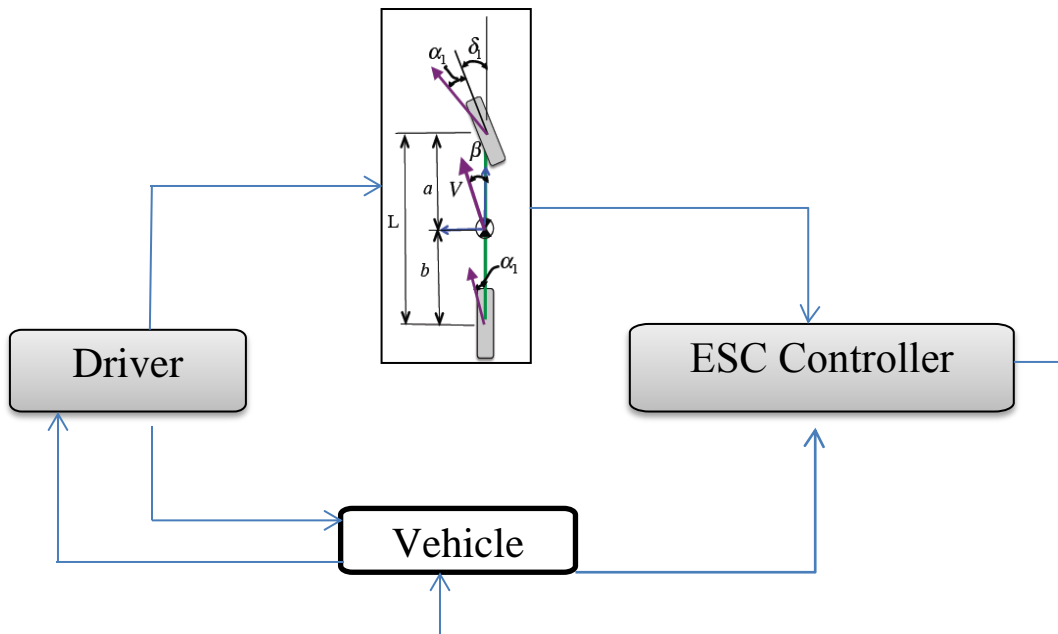 α₁
δ₁
β
a
V
L
b
α₁
Driver
ESC Controller
Vehicle